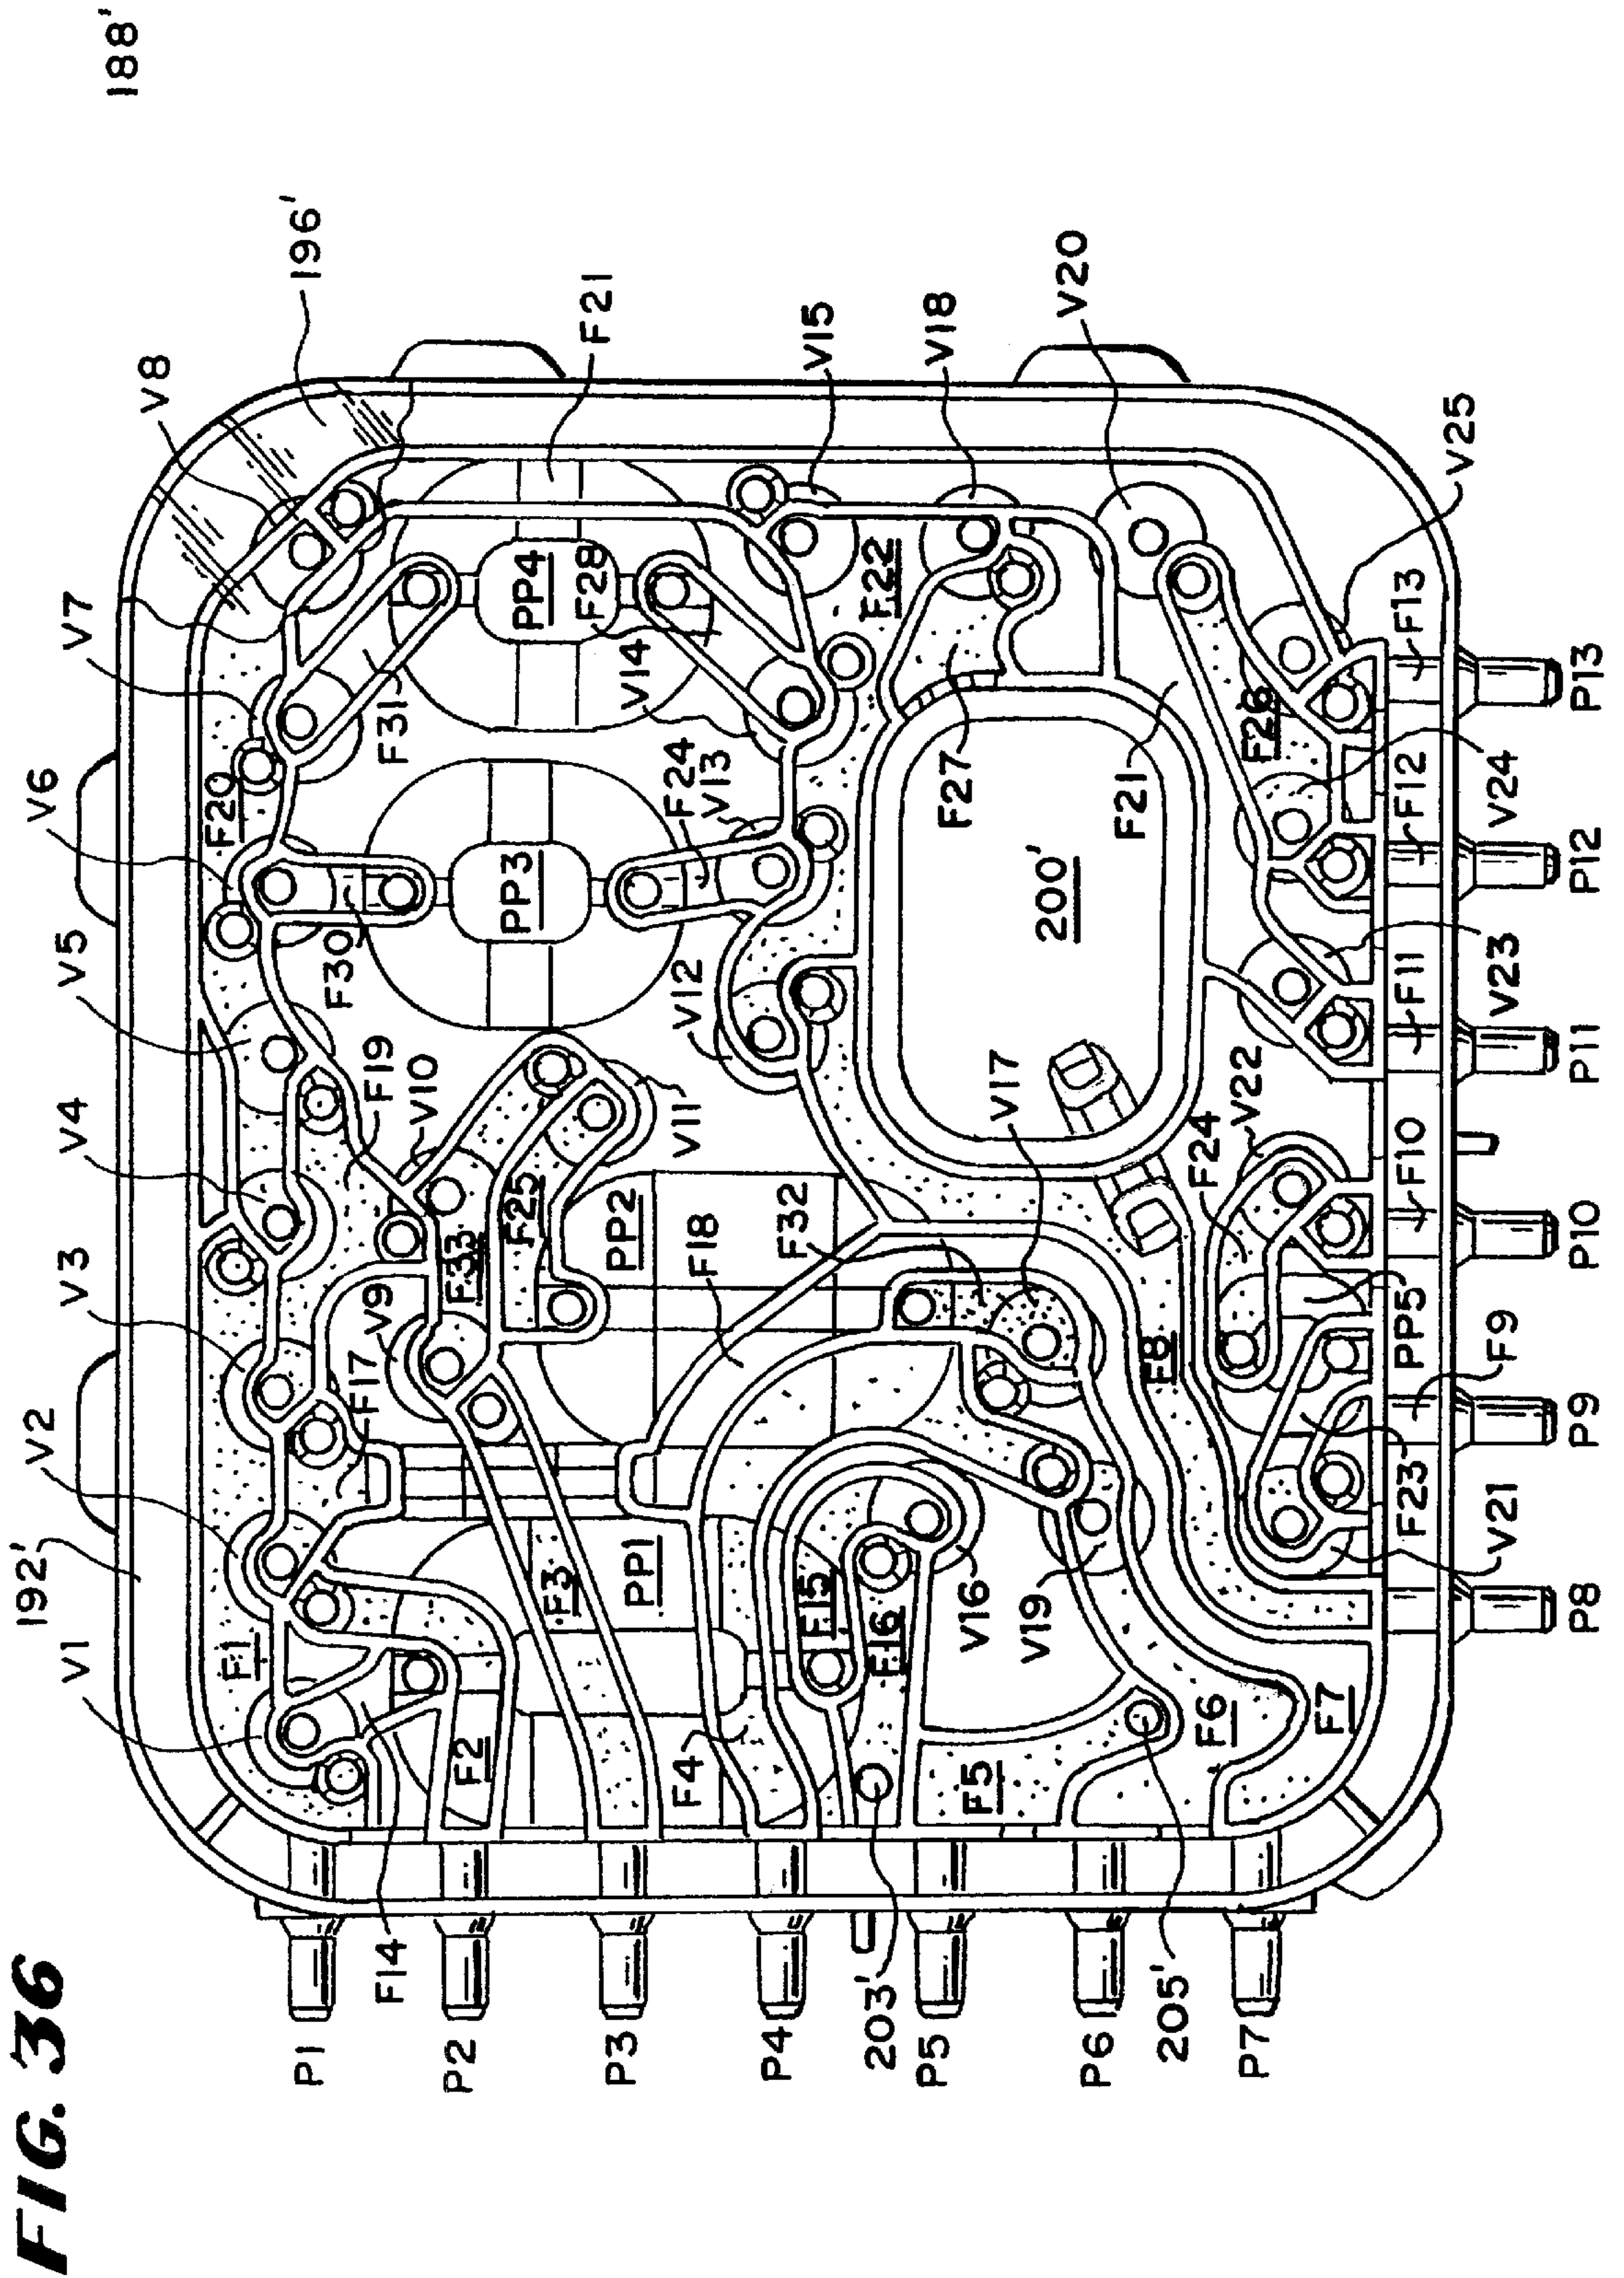 FIG. 36
188'
192'
196'
V1
V2
V3
V4
V5
V6
V7
V8
F21
V15
V18
V20
V25
F1
F17
F19
F20
F30
F31
V9
V10
V11
V12
V13
V14
F24
F28
F2
F3
F33
F25
PP1
PP2
PP3
PP4
F14
F4
F18
F32
F22
F27
F15
F16
V16
V17
V19
200'
F21
F5
F6
F7
F8
F24
V22
F26
P1
P2
P3
P4
203'
P5
P6
205'
P7
V21
F23
F9
PP5
F10
F11
V23
F12
V24
F13
P8
P9
P10
P11
P12
P13